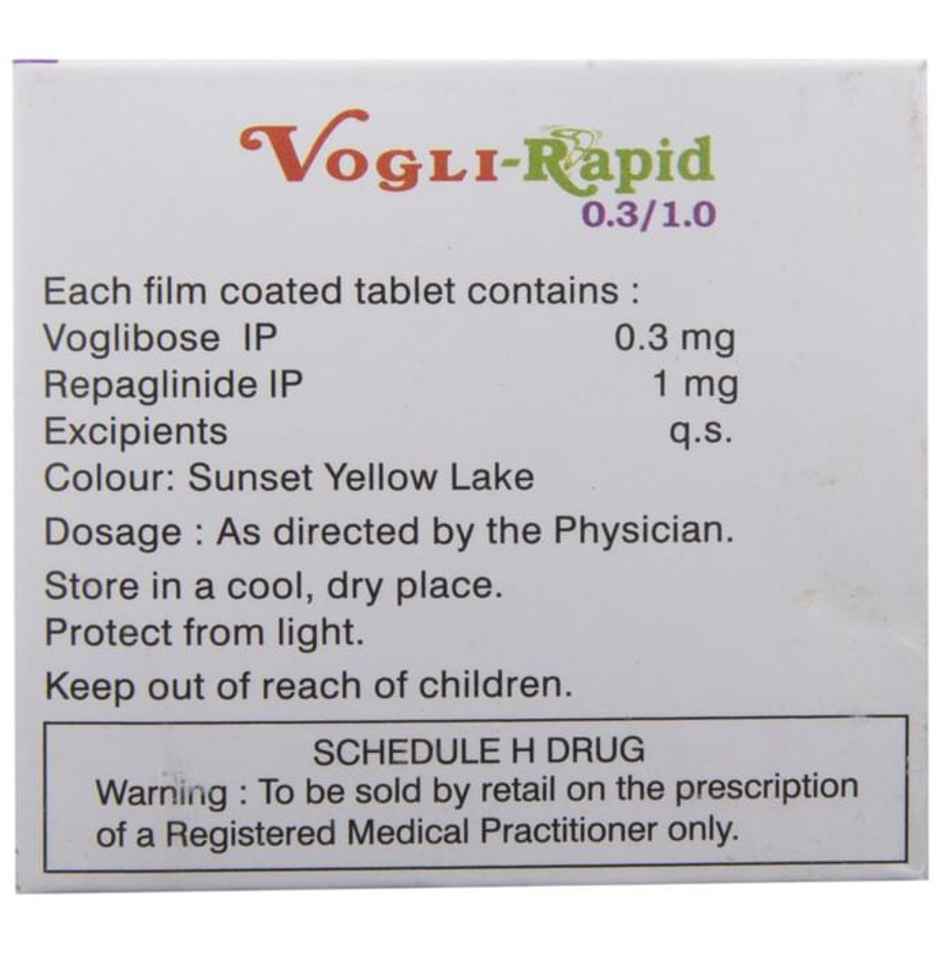 VOGLI-Rapid
0.3/1.0
Each film coated tablet contains :
Voglibose IP 0.3 mg
Repaglinide IP 1 mg
Excipients q.s.
Colour: Sunset Yellow Lake
Dosage : As directed by the Physician.
Store in a cool, dry place.
Protect from light.
Keep out of reach of children.
SCHEDULE H DRUG
Warning : To be sold by retail on the prescription
of a Registered Medical Practitioner only.